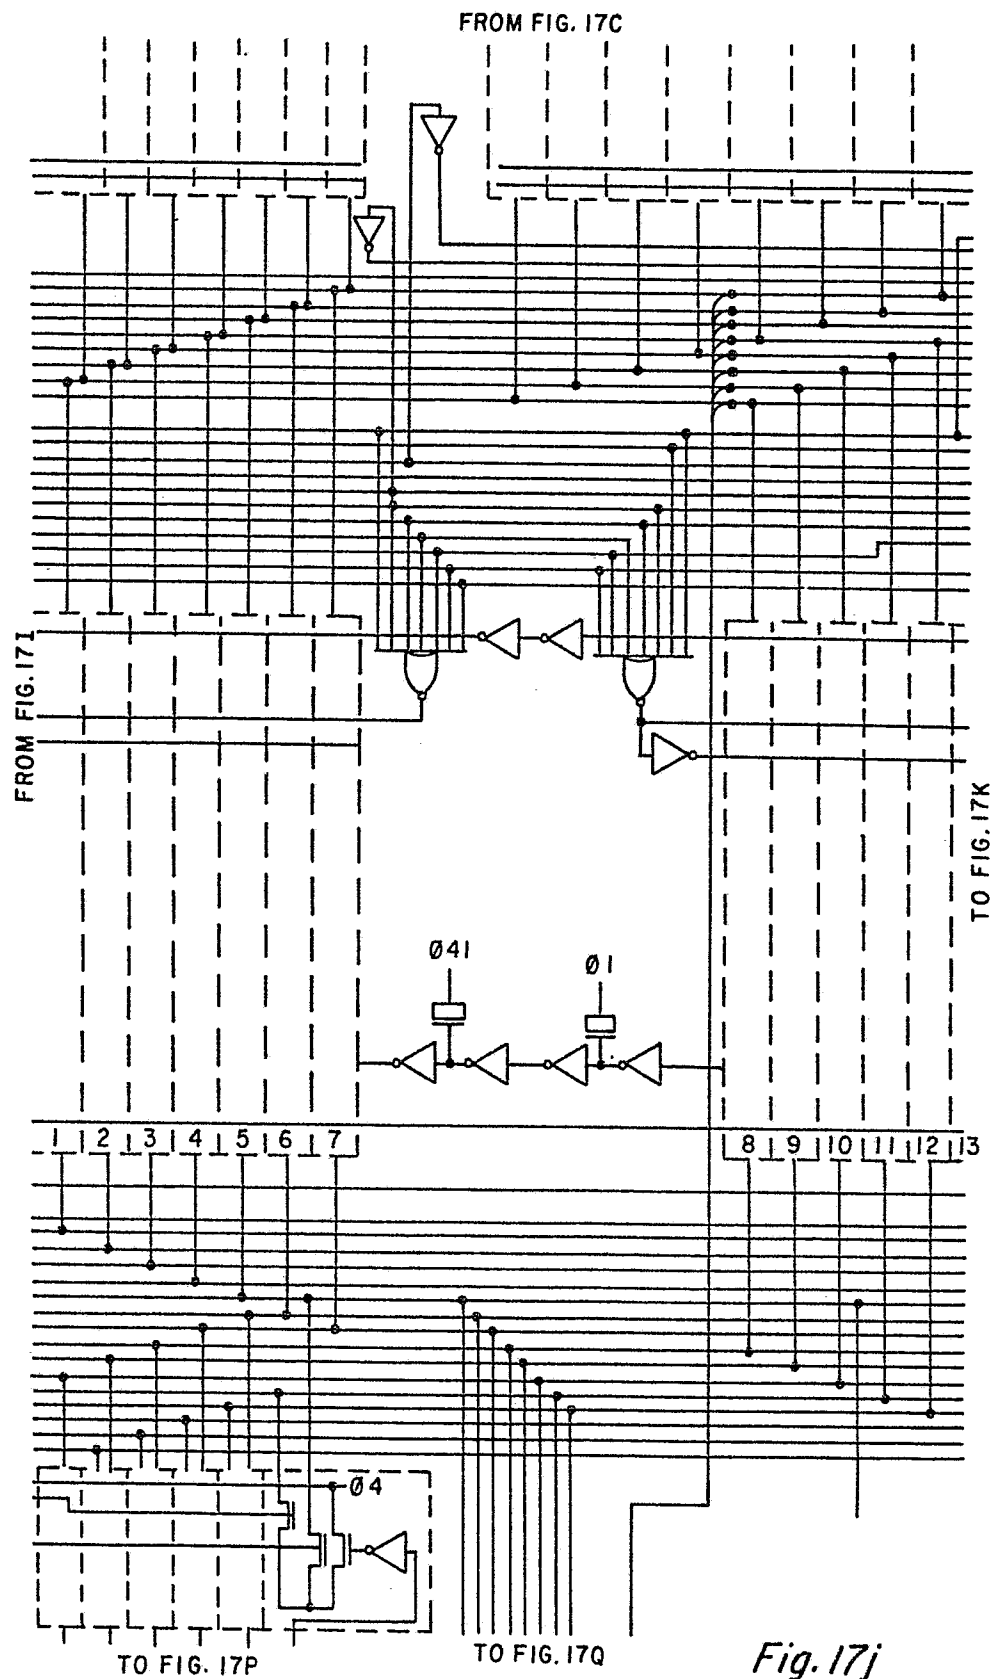 FROM FIG. 17C
FROM FIG. 17I
TO FIG. 17K
Ø41
Ø1
1 2 3 4 5 6 7
8 9 10 11 12 13
Ø4
TO FIG. 17P
TO FIG. 17Q
Fig. 17j